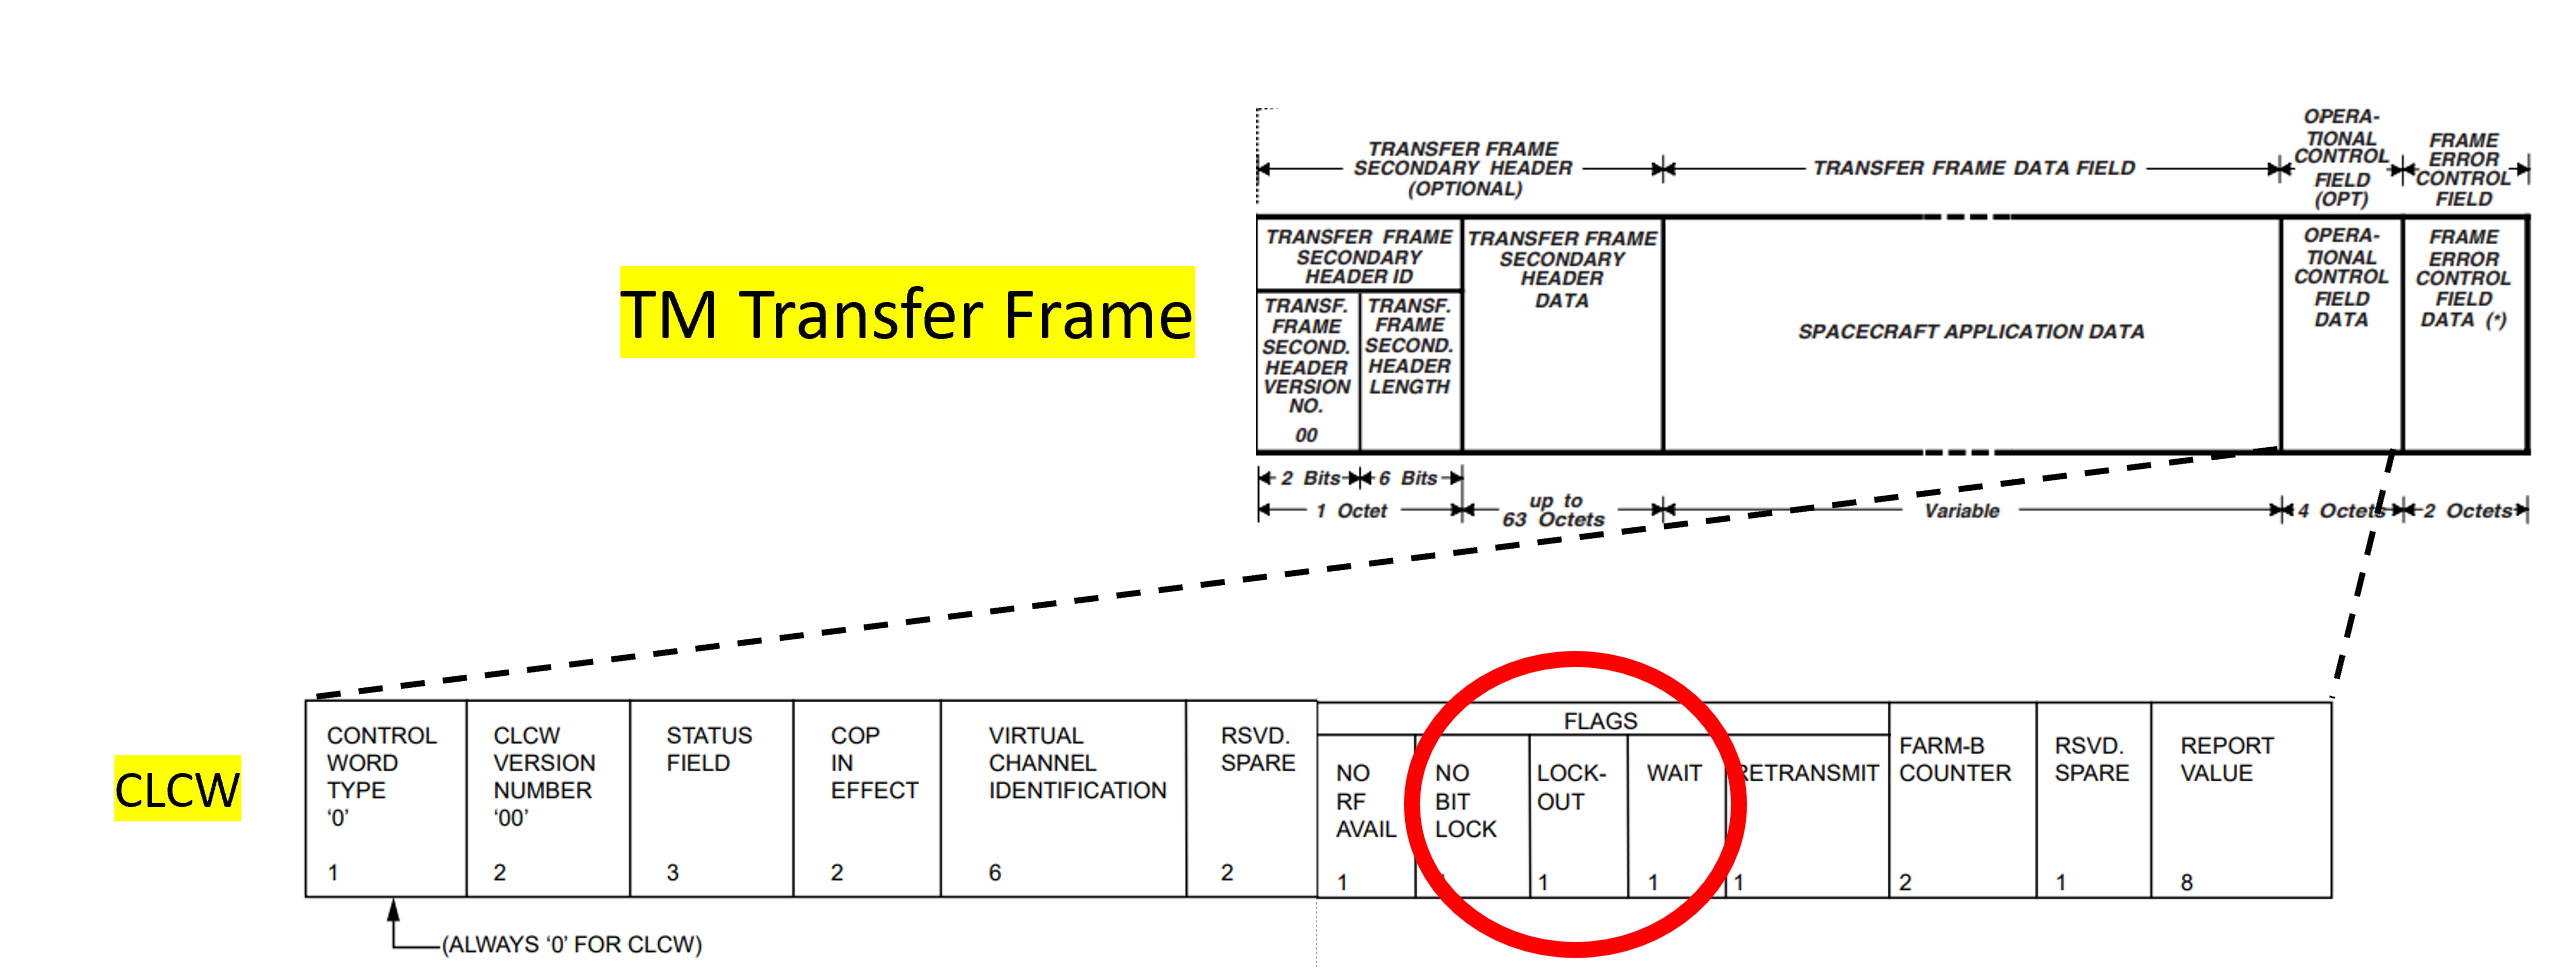 TRANSFER FRAME
SECONDARY HEADER
(OPTIONAL)
TRANSFER FRAME DATA FIELD
OPERA-
TIONAL
CONTROL
FIELD
(OPT)
FRAME
ERROR
CONTROL
FIELD
TM Transfer Frame
TRANSFER FRAME
SECONDARY
HEADER ID
TRANSF.
FRAME
SECOND.
HEADER
VERSION
NO.
00
TRANSF.
FRAME
SECOND.
HEADER
LENGTH
TRANSFER FRAME
SECONDARY
HEADER
DATA
SPACECRAFT APPLICATION DATA
OPERA-
TIONAL
CONTROL
FIELD
DATA
FRAME
ERROR
CONTROL
FIELD
DATA (*)
2 Bits
6 Bits
1 Octet
up to
63 Octets
Variable
4 Octets
2 Octets
CLCW
CONTROL
WORD
TYPE
‘0’
1
CLCW
VERSION
NUMBER
‘00’
2
STATUS
FIELD
3
COP
IN
EFFECT
2
VIRTUAL
CHANNEL
IDENTIFICATION
6
RSVD.
SPARE
2
FLAGS
NO
RF
AVAIL
1
NO
BIT
LOCK
LOCK-
OUT
1
WAIT
1
RETRANSMIT
1
FARM-B
COUNTER
2
RSVD.
SPARE
1
REPORT
VALUE
8
(ALWAYS ‘0’ FOR CLCW)